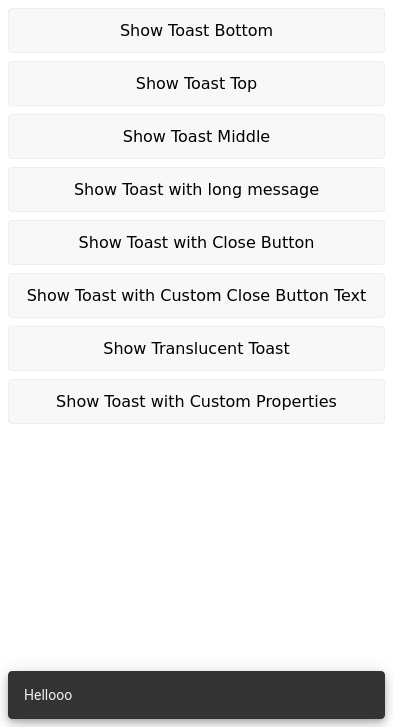 Show Toast Bottom
Show Toast Top
Show Toast Middle
Show Toast with long message
Show Toast with Close Button
Show Toast with Custom Close Button Text
Show Translucent Toast
Show Toast with Custom Properties
Hellooo